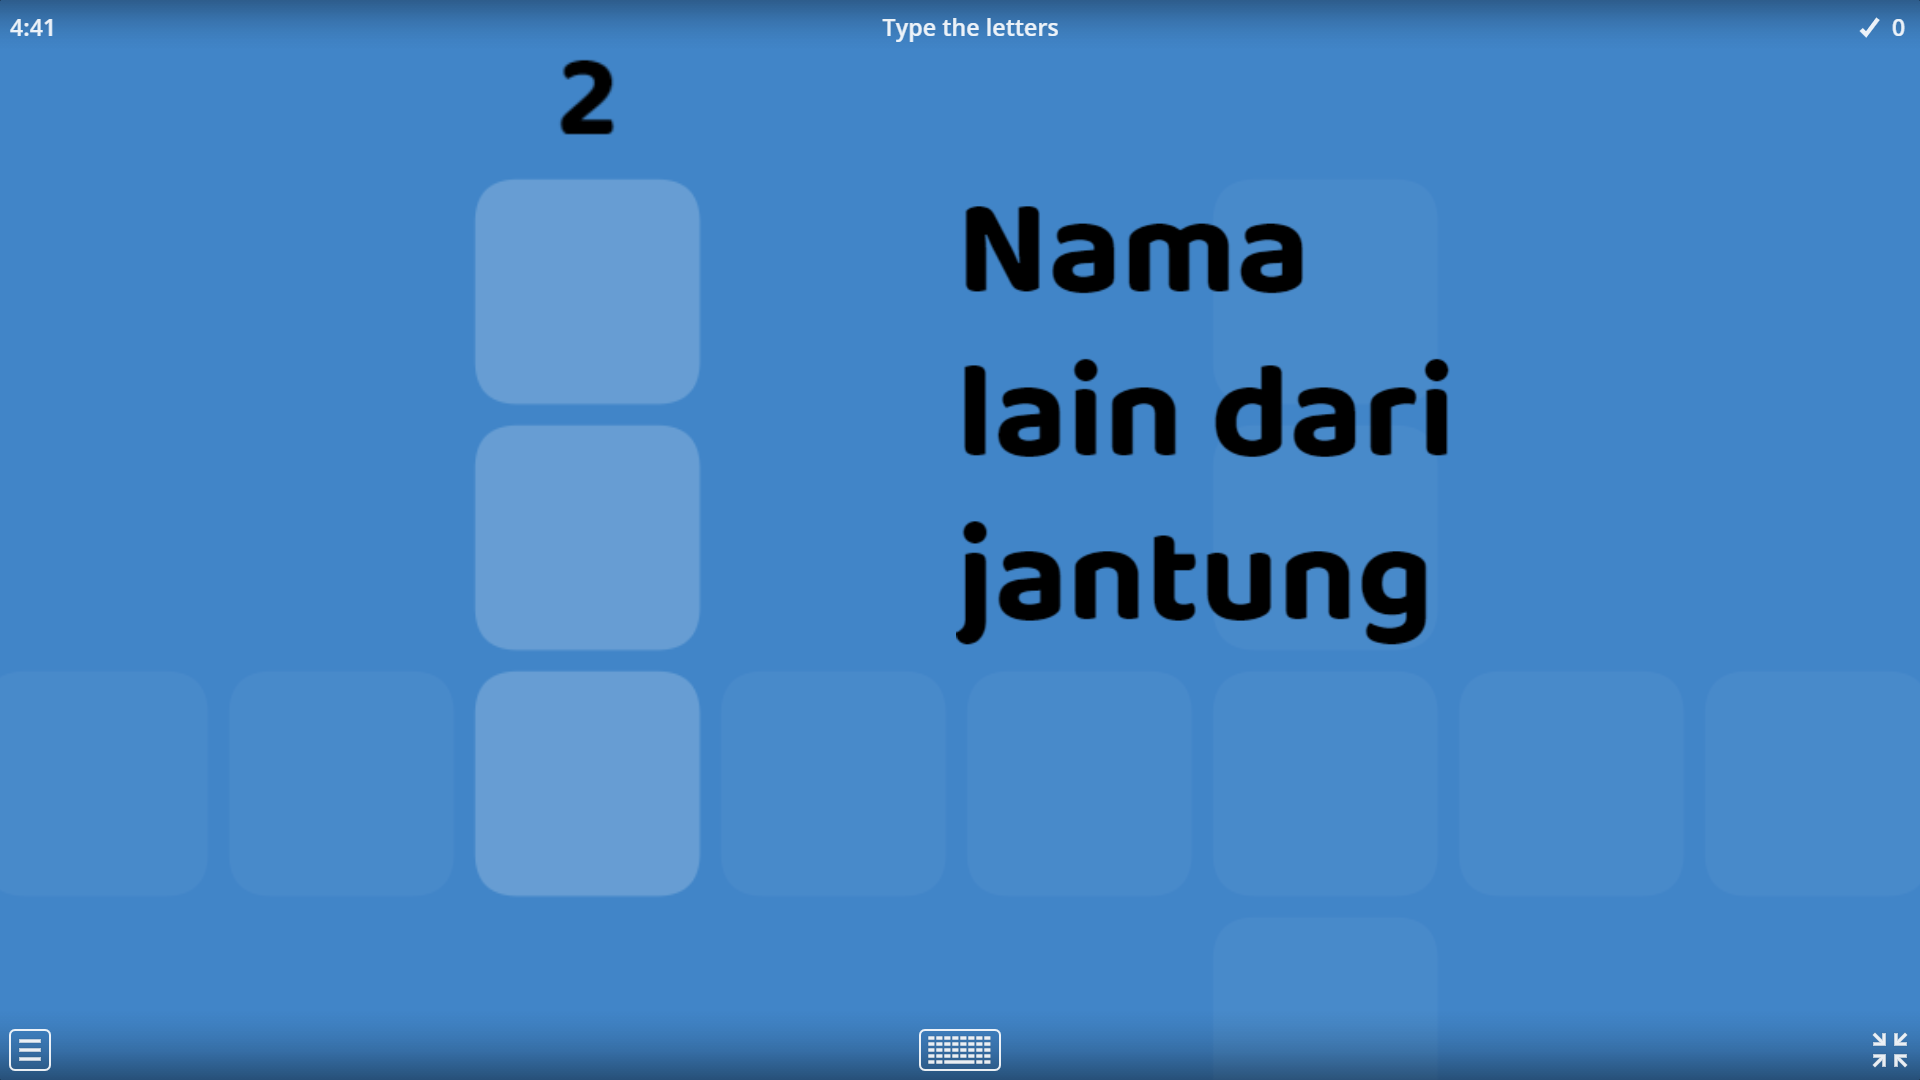 4:41
Type the letters
✓ 0
2
Nama
lain dari
jantung